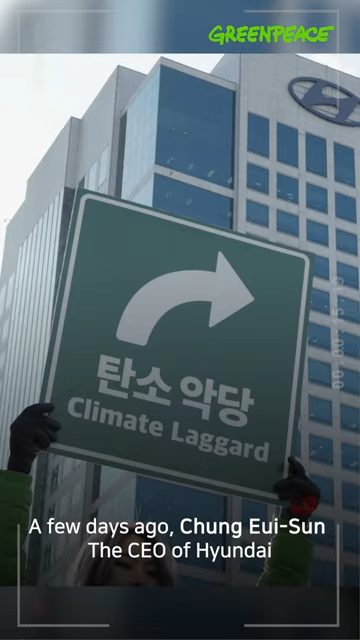 GREENPEACE
탄소 악당
Climate Laggard
A few days ago, Chung Eui-Sun
The CEO of Hyundai